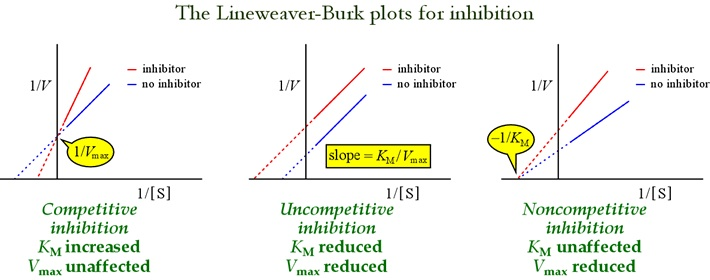 The Lineweaver-Burk plots for inhibition
1/V
inhibitor
no inhibitor
1/Vmax
1/[S]
Competitive
inhibition
KM increased
Vmax unaffected
1/V
inhibitor
no inhibitor
slope = KM/Vmax
1/[S]
Uncompetitive
inhibition
KM reduced
Vmax reduced
1/V
inhibitor
no inhibitor
−1/KM
1/[S]
Noncompetitive
inhibition
KM unaffected
Vmax reduced